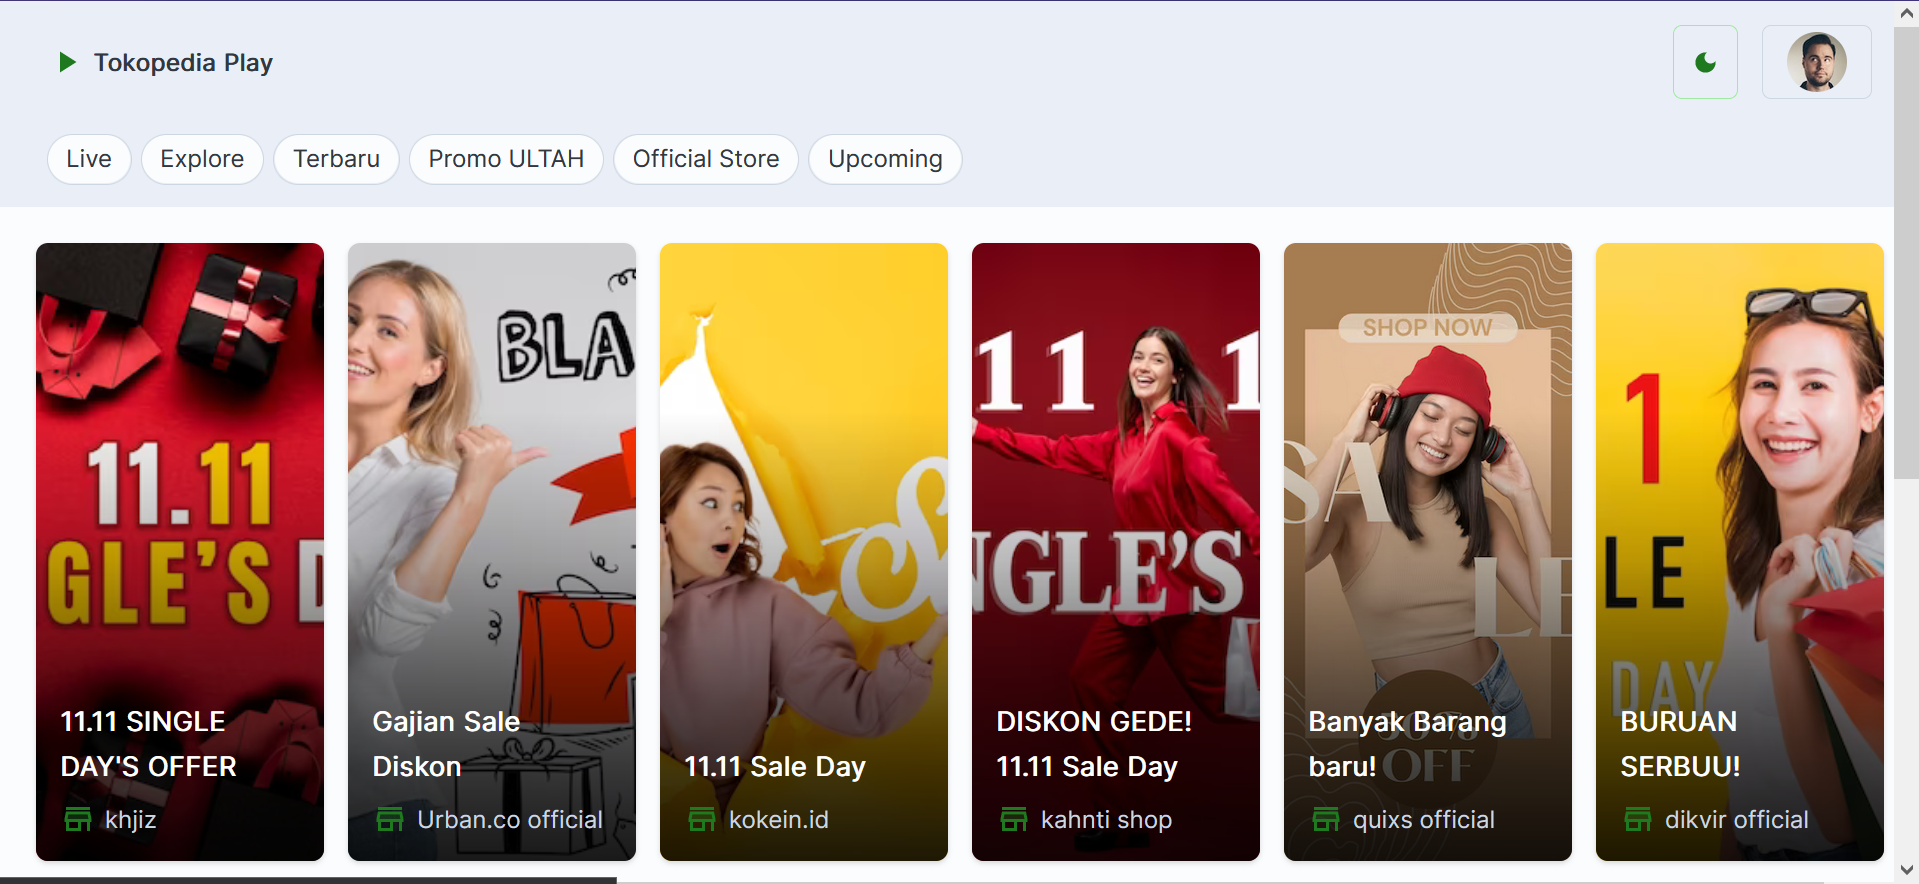 Tokopedia Play
Live
Explore
Terbaru
Promo ULTAH
Official Store
Upcoming
11.11
GLE'S D
11.11 SINGLE
DAY'S OFFER
khjiz
BLA
Gajian Sale
Diskon
Urban.co official
S
11.11 Sale Day
kokein.id
11 1
NGLE'S
DISKON GEDE!
11.11 Sale Day
kahnti shop
SHOP NOW
SA
LE
50%
OFF
Banyak Barang
baru!
quixs official
1
LE
DAY
BURUAN
SERBUU!
dikvir official